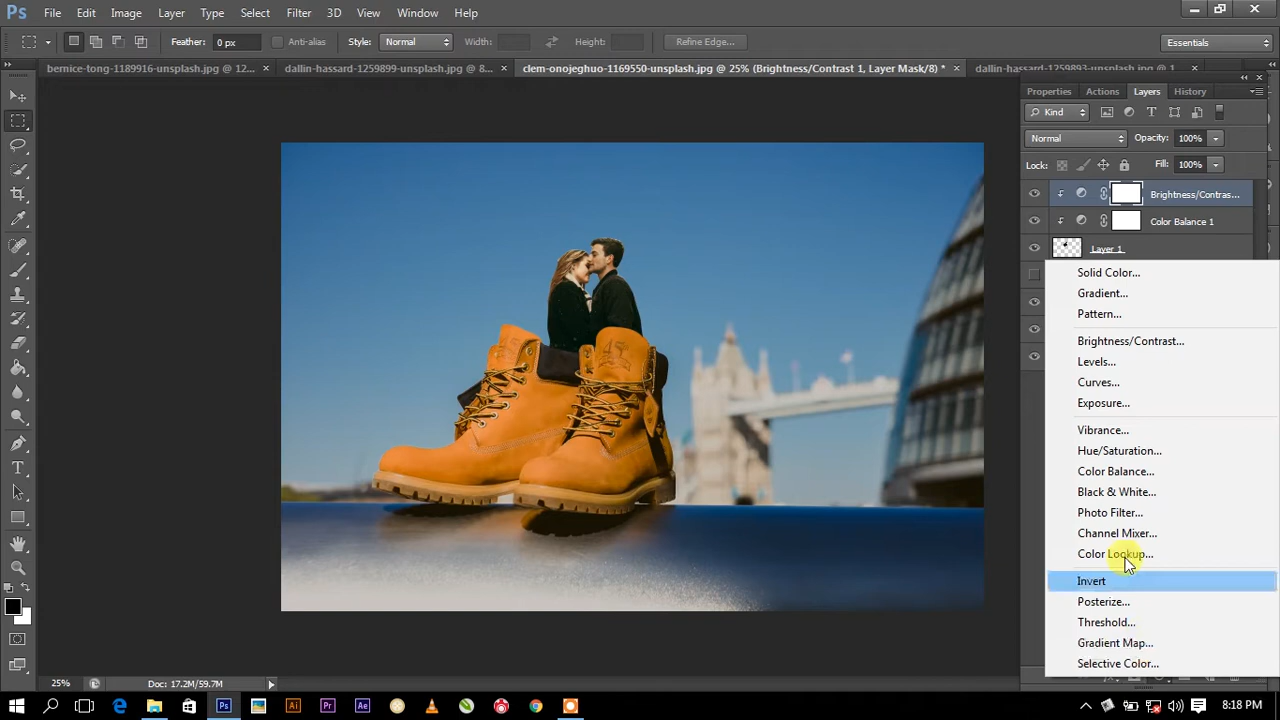 Ps File Edit Image Layer Type Select Filter 3D View Window Help
Feather: 0 px Anti-alias Style: Normal Width: Height: Refine Edge... Essentials
bernice-tong-1189916-unsplash.jpg @ 12... × dallin-hassard-1259899-unsplash.jpg @ 8... × clem-onojeghuo-1169550-unsplash.jpg @ 25% (Brightness/Contrast 1, Layer Mask/8) * × dallin-hassard-1259893-unsplash.jpg @ 1...
Properties Actions Layers History
Kind
Normal Opacity: 100%
Lock: Fill: 100%
Brightness/Contras...
Color Balance 1
Layer 1
Solid Color...
Gradient...
Pattern...
Brightness/Contrast...
Levels...
Curves...
Exposure...
Vibrance...
Hue/Saturation...
Color Balance...
Black & White...
Photo Filter...
Channel Mixer...
Color Lookup...
Invert
Posterize...
Threshold...
Gradient Map...
Selective Color...
25% Doc: 17.2M/59.7M
Ps Ai Pr Ae 8:18 PM